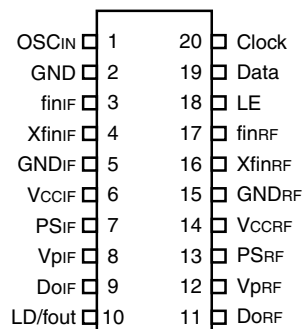 OSCIN 1 20 Clock
GND 2 19 Data
finIF 3 18 LE
XfinIF 4 17 finRF
GNDIF 5 16 XfinRF
VCCIF 6 15 GNDRF
PSIF 7 14 VCCRF
VpIF 8 13 PSRF
DoIF 9 12 VpRF
LD/fout 10 11 DoRF